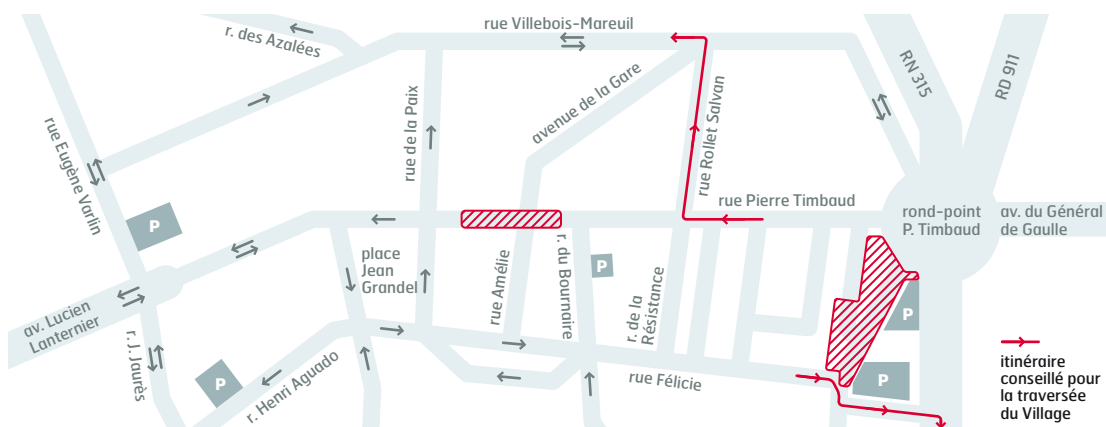 rue Villebois-Mareuil
r. des Azalées
RN 315
RD 911
avenue de la Gare
rue de la Paix
rue Rollet Salvan
rue Eugène Varlin
P
rue Pierre Timbaud
rond-point
P. Timbaud
av. du Général
de Gaulle
place
Jean
Grandel
rue Amélie
r. du Bournaire
P
r. de la
Résistance
av. Lucien
Lanternier
r. J. Jaurès
P
r. Henri Aguado
rue Félicie
P
P
itinéraire
conseillé pour
la traversée
du Village